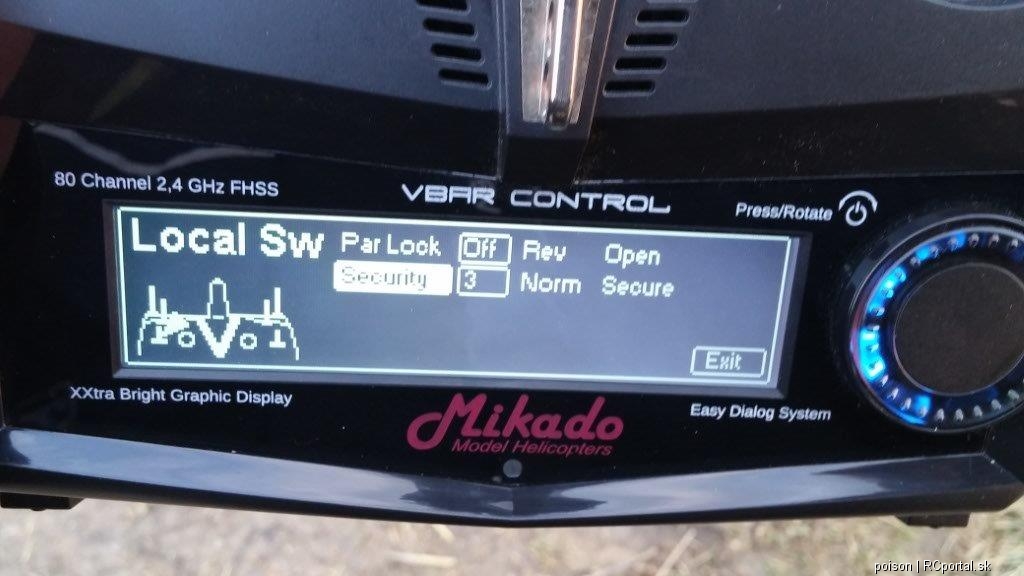 80 Channel 2,4 GHz FHSS
VBAR CONTROL
Press/Rotate
Local Sw
Par Lock Off Rev Open
Security 3 Norm Secure
Exit
XXtra Bright Graphic Display
Mikado
Model Helicopters
Easy Dialog System
poison | RCportal.sk